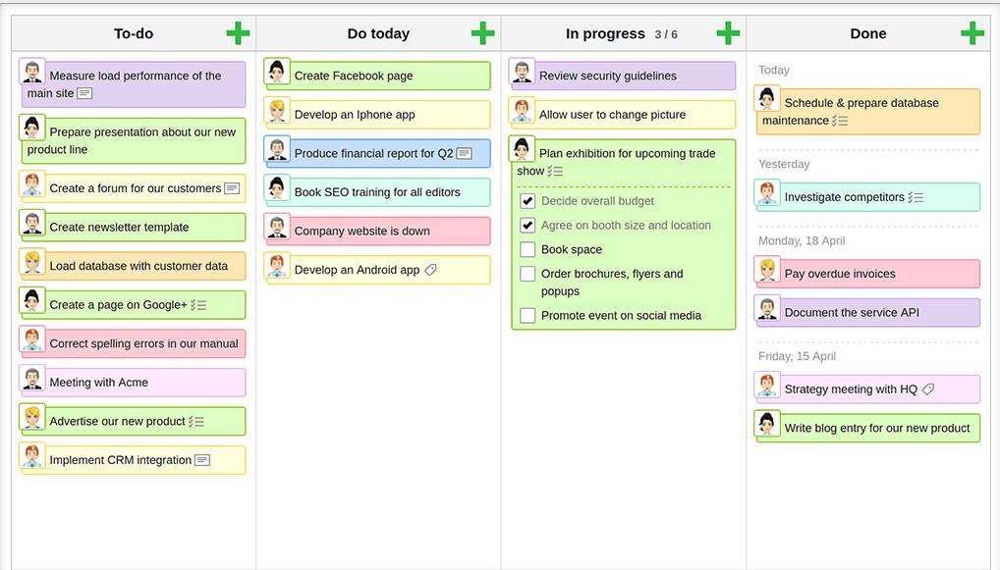 To-do
Measure load performance of the
main site
Prepare presentation about our new
product line
Create a forum for our customers
Create newsletter template
Load database with customer data
Create a page on Google+
Correct spelling errors in our manual
Meeting with Acme
Advertise our new product
Implement CRM integration
Do today
Create Facebook page
Develop an Iphone app
Produce financial report for Q2
Book SEO training for all editors
Company website is down
Develop an Android app
In progress 3 / 6
Review security guidelines
Allow user to change picture
Plan exhibition for upcoming trade
show
Decide overall budget
Agree on booth size and location
Book space
Order brochures, flyers and
popups
Promote event on social media
Done
Today
Schedule & prepare database
maintenance
Yesterday
Investigate competitors
Monday, 18 April
Pay overdue invoices
Document the service API
Friday, 15 April
Strategy meeting with HQ
Write blog entry for our new product